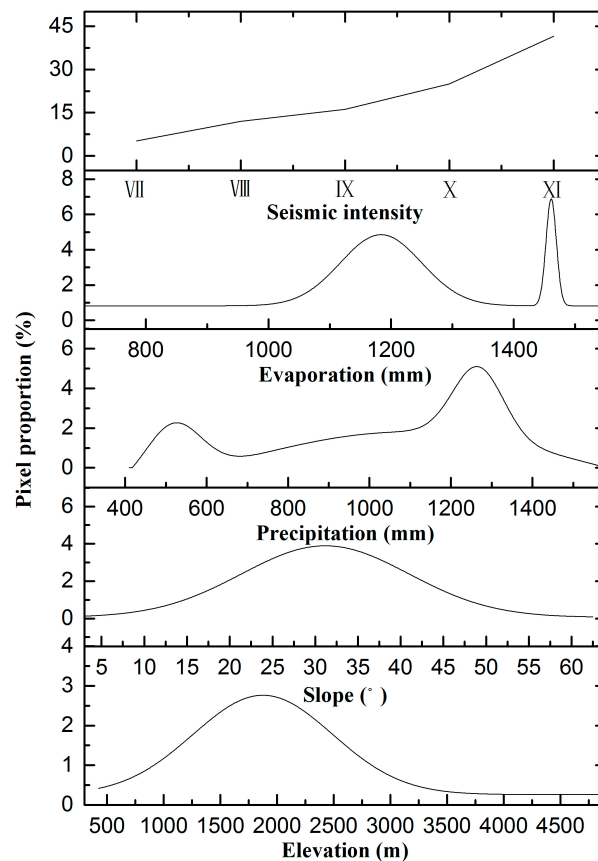 Pixel proportion (%)
45
30
15
0
VII VIII IX X XI
Seismic intensity
8
6
4
2
0
800 1000 1200 1400
Evaporation (mm)
6
4
2
0
400 600 800 1000 1200 1400
Precipitation (mm)
4
2
0
5 10 15 20 25 30 35 40 45 50 55 60
Slope (° )
4
3
2
1
0
500 1000 1500 2000 2500 3000 3500 4000 4500
Elevation (m)